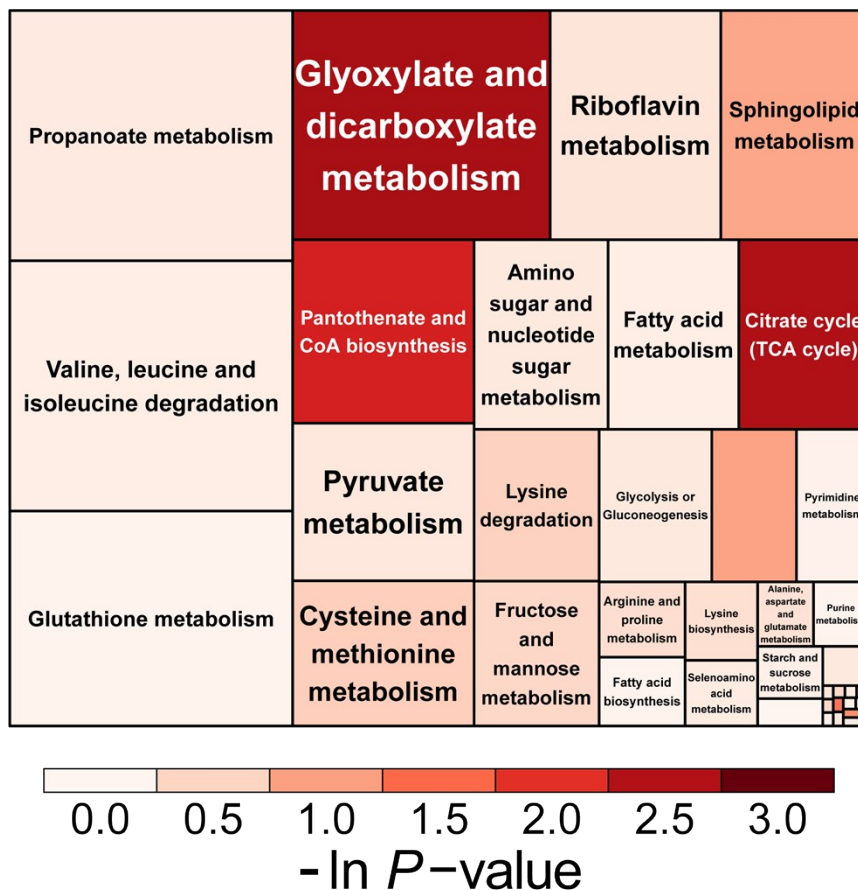 Propanoate metabolism
Glyoxylate and
dicarboxylate
metabolism
Riboflavin
metabolism
Sphingolipid
metabolism
Valine, leucine and
isoleucine degradation
Pantothenate and
CoA biosynthesis
Amino
sugar and
nucleotide
sugar
metabolism
Fatty acid
metabolism
Citrate cycle
(TCA cycle)
Pyruvate
metabolism
Lysine
degradation
Glycolysis or
Gluconeogenesis
Pyrimidine
metabolism
Glutathione metabolism
Cysteine and
methionine
metabolism
Fructose
and
mannose
metabolism
Arginine and
proline
metabolism
Lysine
biosynthesis
Alanine,
aspartate
and
glutamate
metabolism
Purine
metabolism
Fatty acid
biosynthesis
Selenoamino
acid
metabolism
Starch and
sucrose
metabolism
0.0 0.5 1.0 1.5 2.0 2.5 3.0
-ln P-value